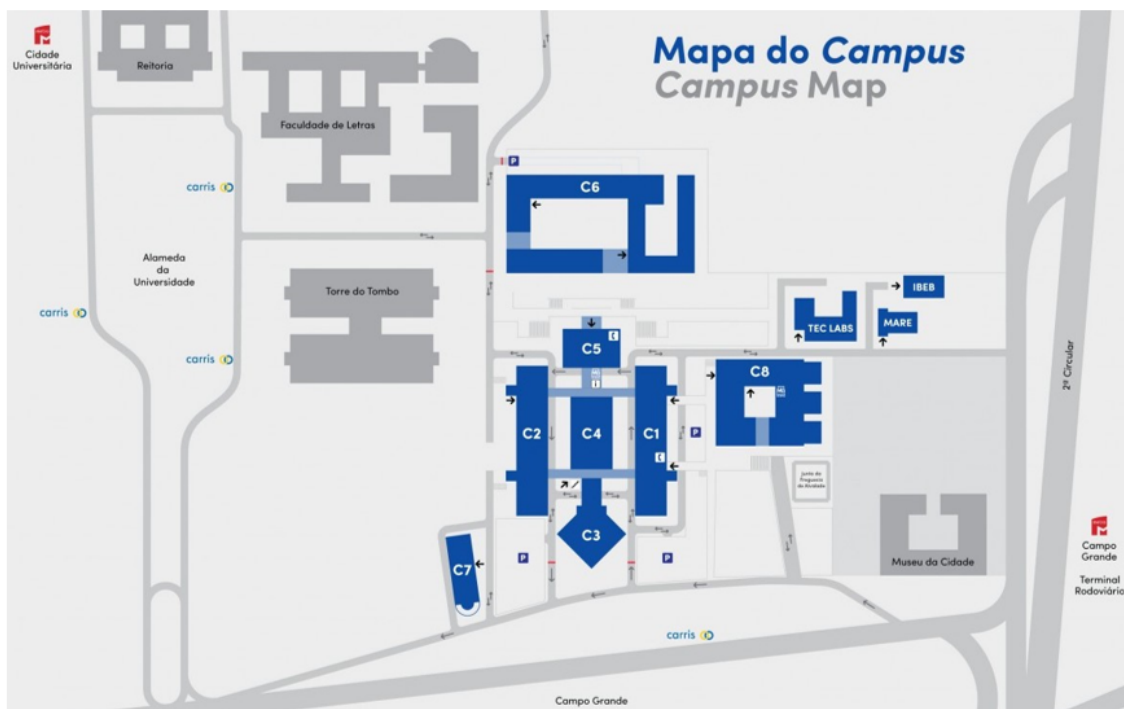 Mapa do Campus
Campus Map
Cidade
Universitária
Reitoria
Faculdade de Letras
P
C6
carris
Alameda
da
Universidade
Torre do Tombo
carris
carris
IBEB
TEC LABS
MARE
C5
C8
C2
C4
C1
P
2ª Circular
Junta de
Freguesia
de Alvalade
C3
C7
P
P
Museu da Cidade
Campo
Grande
Terminal
Rodoviário
carris
Campo Grande